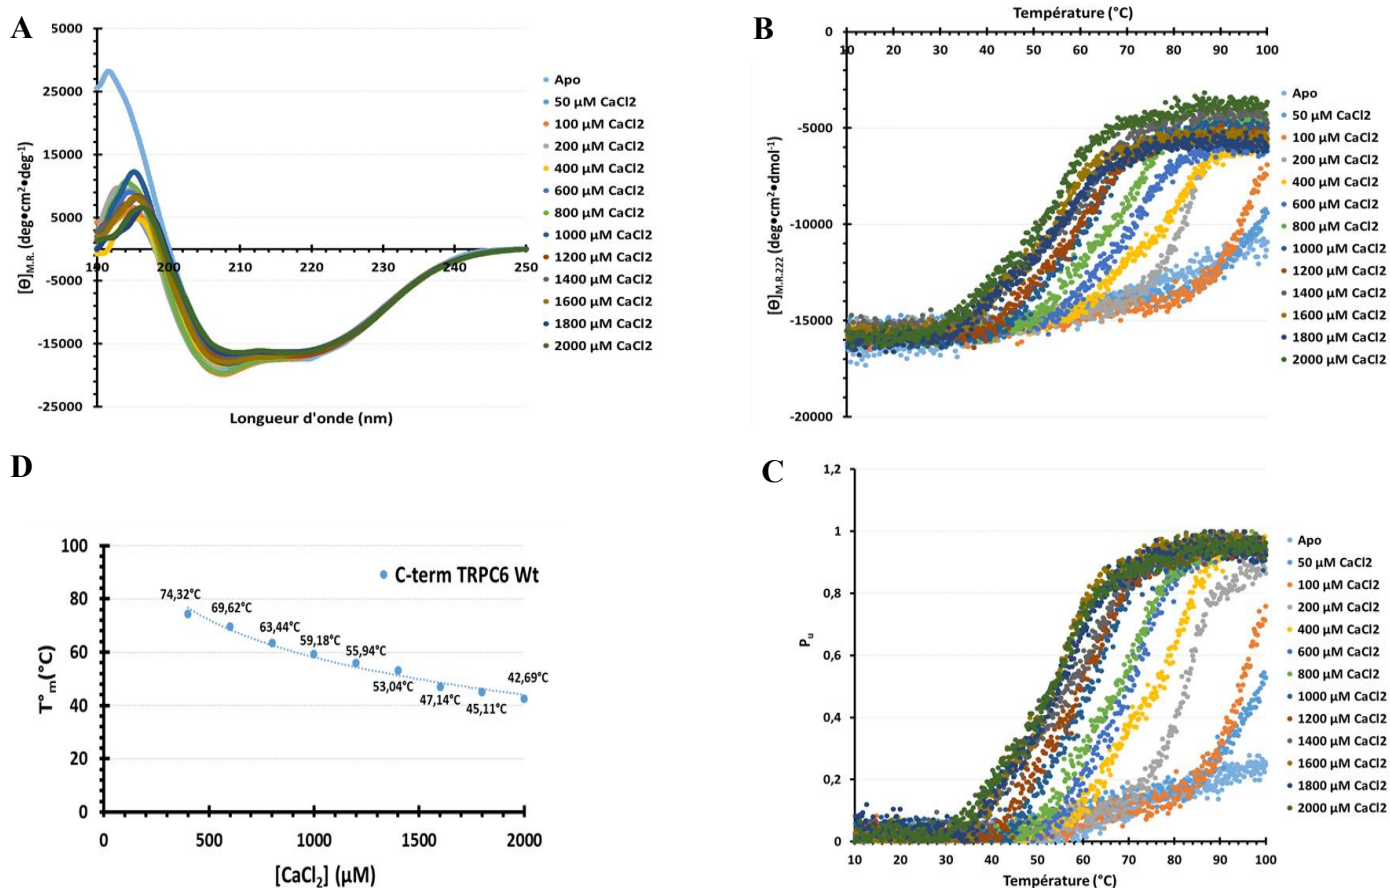 A
5000
25000
15000
5000
-5000
-15000
-25000
[Θ]M.R. (deg•cm2•deg-1)
190 200 210 220 230 240 250
Longueur d'onde (nm)
Apo
50 µM CaCl2
100 µM CaCl2
200 µM CaCl2
400 µM CaCl2
600 µM CaCl2
800 µM CaCl2
1000 µM CaCl2
1200 µM CaCl2
1400 µM CaCl2
1600 µM CaCl2
1800 µM CaCl2
2000 µM CaCl2
B
Température (°C)
10 20 30 40 50 60 70 80 90 100
0
-5000
-10000
-15000
-20000
[Θ]M.R.222 (deg•cm2•dmol-1)
Apo
50 µM CaCl2
100 µM CaCl2
200 µM CaCl2
400 µM CaCl2
600 µM CaCl2
800 µM CaCl2
1000 µM CaCl2
1200 µM CaCl2
1400 µM CaCl2
1600 µM CaCl2
1800 µM CaCl2
2000 µM CaCl2
D
100
80
60
40
20
0
T°m(°C)
C-term TRPC6 Wt
74,32°C
69,62°C
63,44°C
59,18°C
55,94°C
53,04°C
47,14°C
45,11°C
42,69°C
0 500 1000 1500 2000
[CaCl2] (µM)
C
1,2
1
0,8
0,6
0,4
0,2
0
Pu
10 20 30 40 50 60 70 80 90 100
Température (°C)
Apo
50 µM CaCl2
100 µM CaCl2
200 µM CaCl2
400 µM CaCl2
600 µM CaCl2
800 µM CaCl2
1000 µM CaCl2
1200 µM CaCl2
1400 µM CaCl2
1600 µM CaCl2
1800 µM CaCl2
2000 µM CaCl2